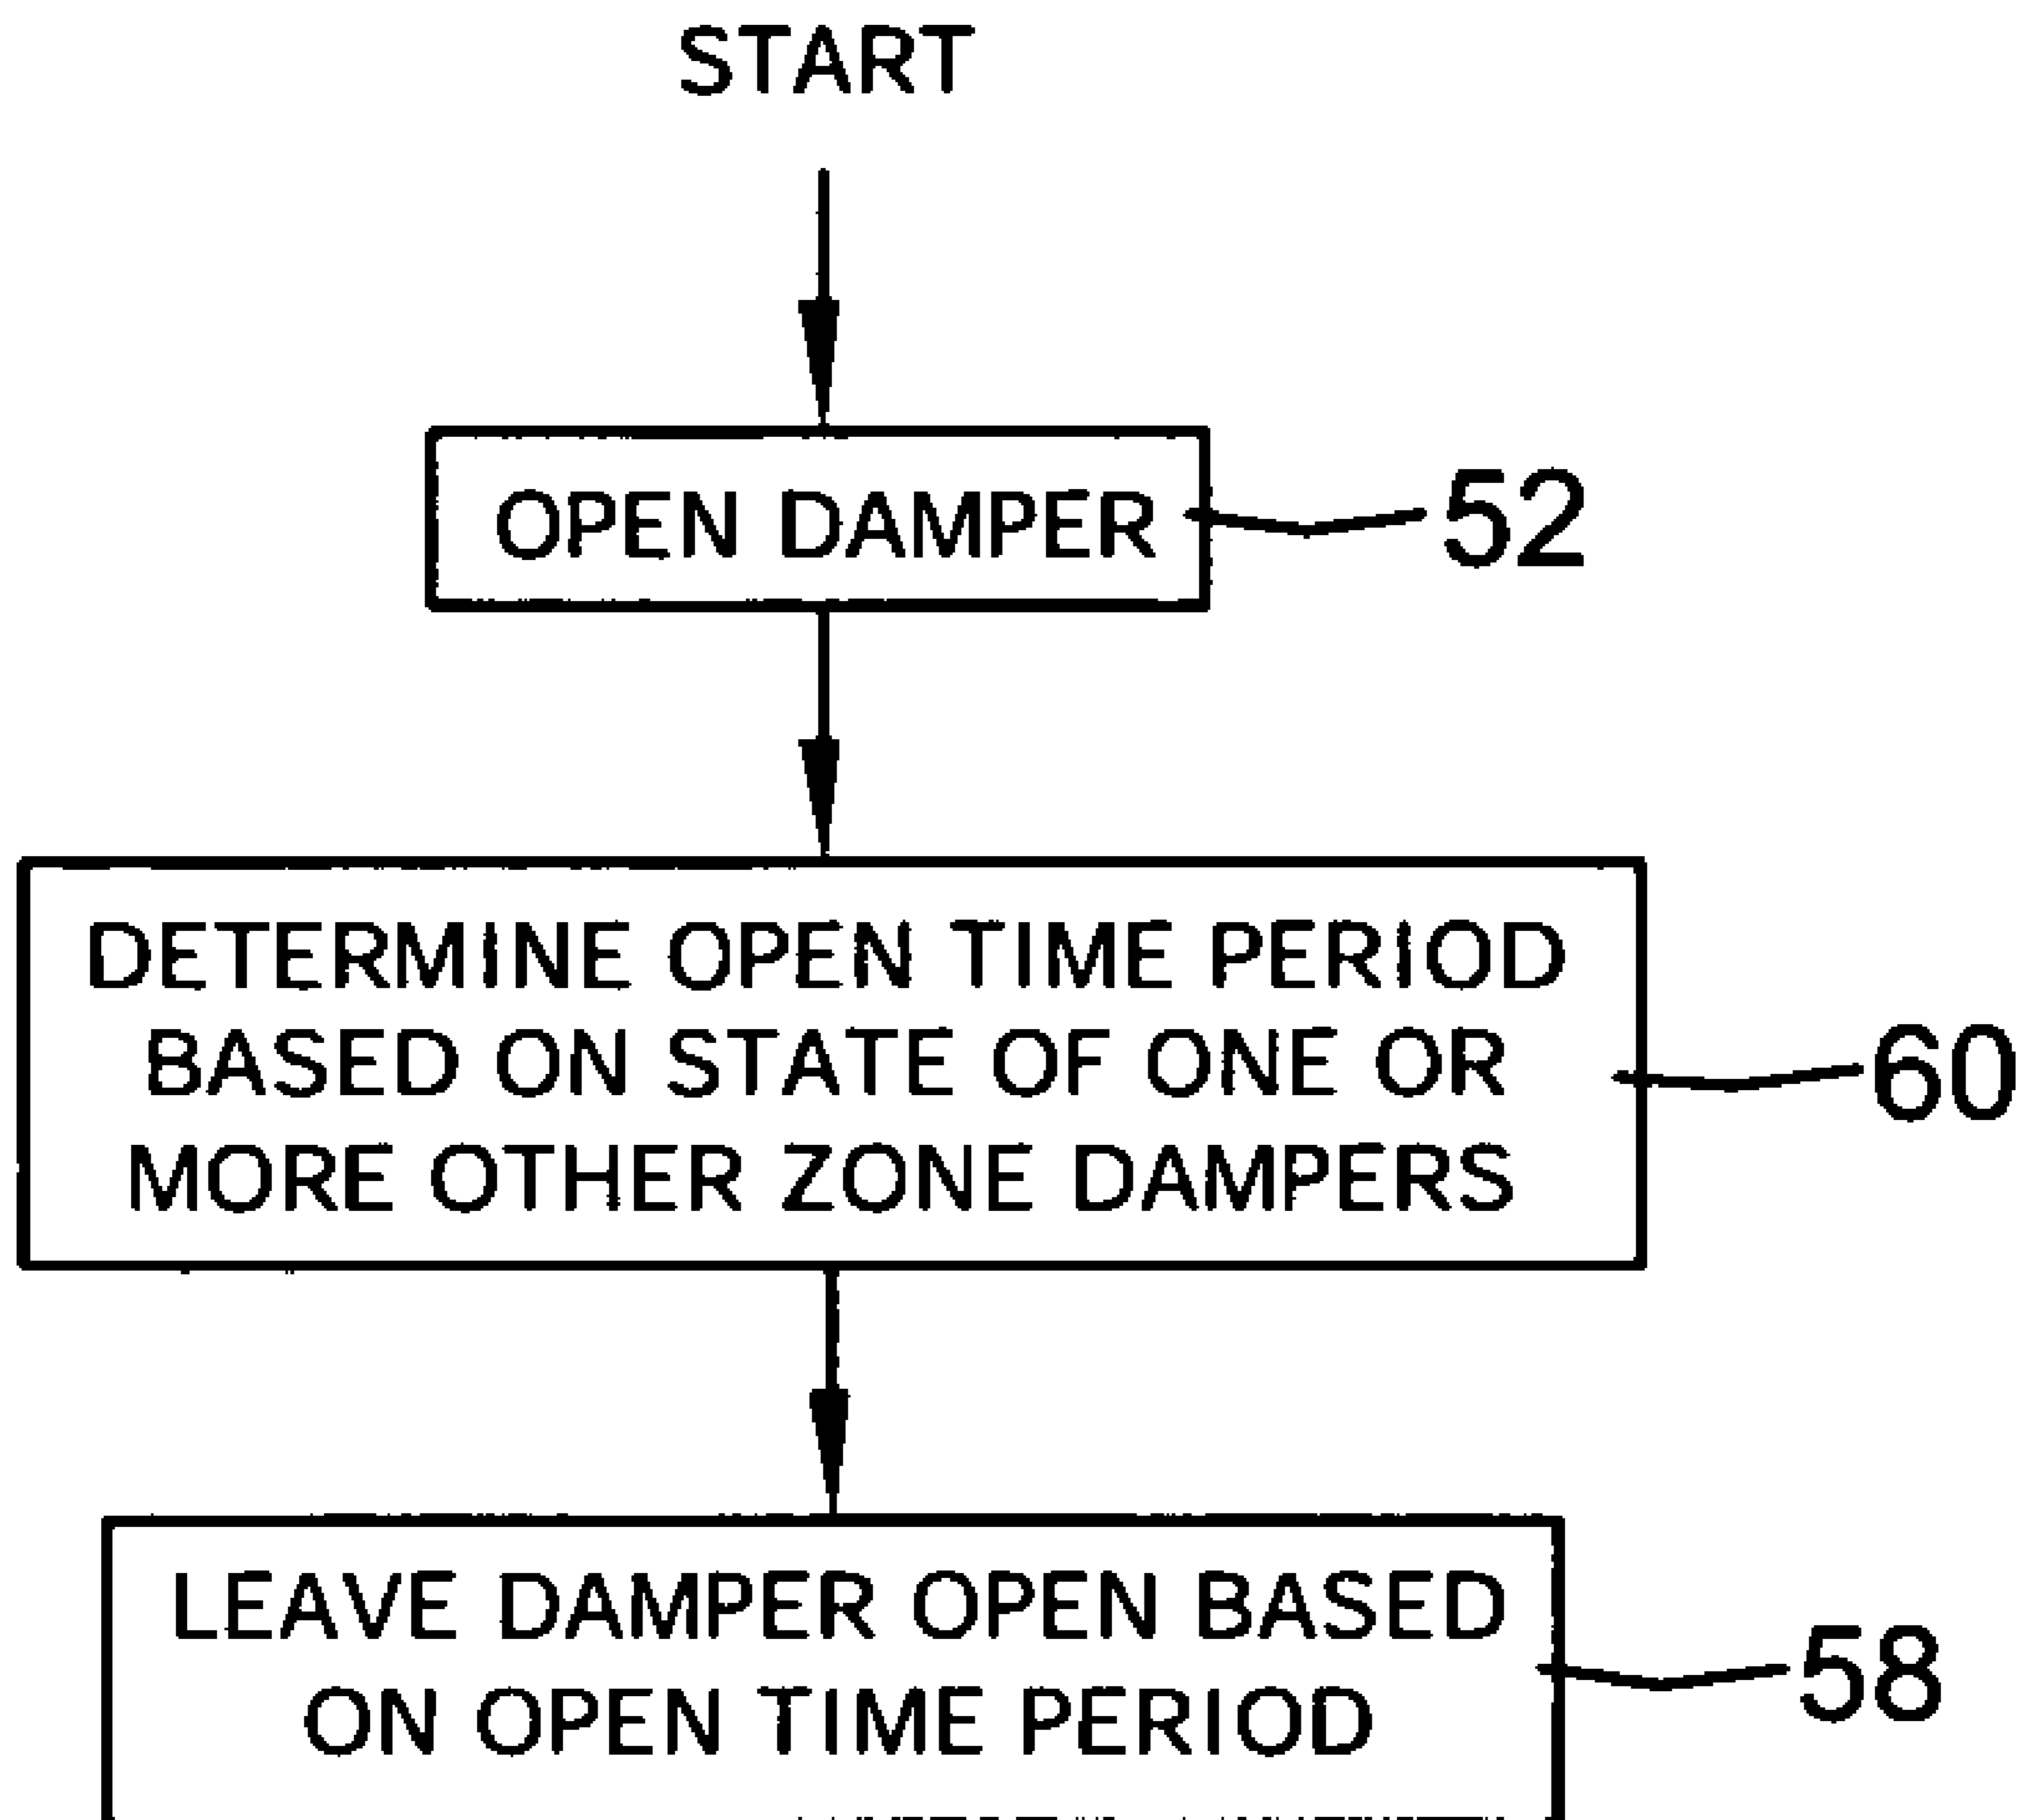 START
OPEN DAMPER
52
DETERMINE OPEN TIME PERIOD
BASED ON STATE OF ONE OR
MORE OTHER ZONE DAMPERS
60
LEAVE DAMPER OPEN BASED
ON OPEN TIME PERIOD
58